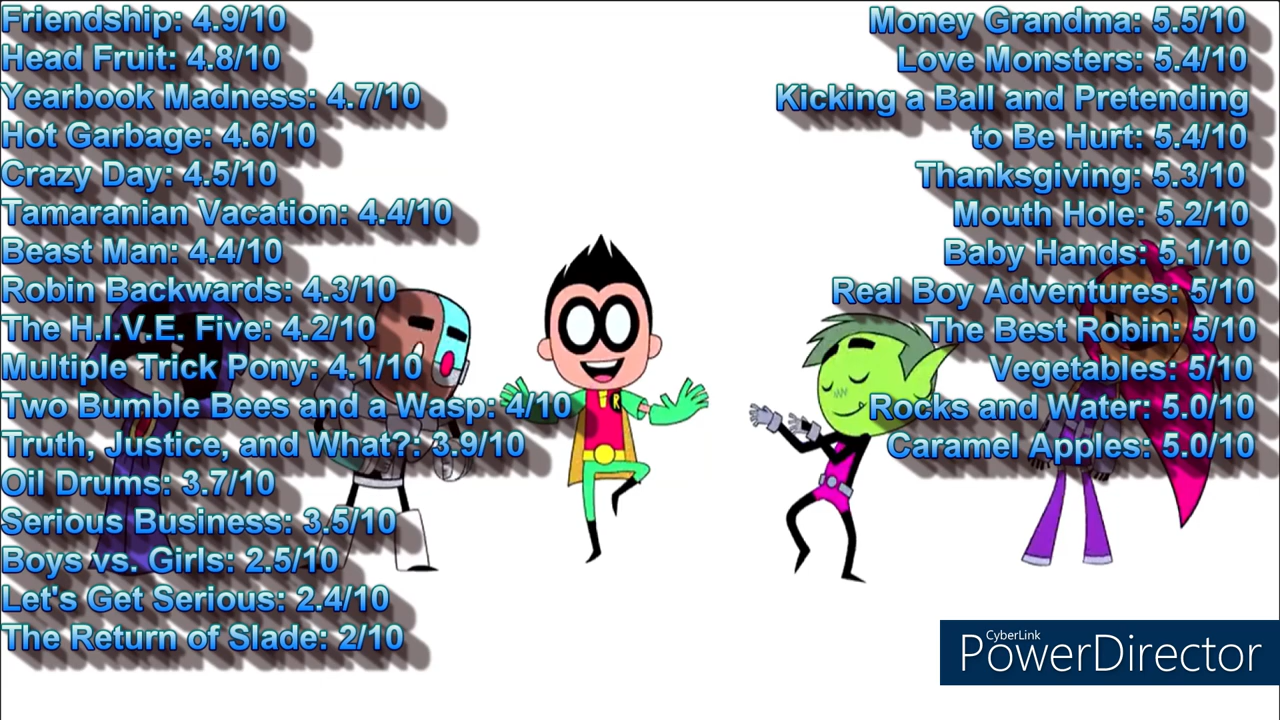 Friendship: 4.9/10
Head Fruit: 4.8/10
Yearbook Madness: 4.7/10
Hot Garbage: 4.6/10
Crazy Day: 4.5/10
Tamaranian Vacation: 4.4/10
Beast Man: 4.4/10
Robin Backwards: 4.3/10
The H.I.V.E. Five: 4.2/10
Multiple Trick Pony: 4.1/10
Two Bumble Bees and a Wasp: 4/10
Truth, Justice, and What?: 3.9/10
Oil Drums: 3.7/10
Serious Business: 3.5/10
Boys vs. Girls: 2.5/10
Let's Get Serious: 2.4/10
The Return of Slade: 2/10
Money Grandma: 5.5/10
Love Monsters: 5.4/10
Kicking a Ball and Pretending
to Be Hurt: 5.4/10
Thanksgiving: 5.3/10
Mouth Hole: 5.2/10
Baby Hands: 5.1/10
Real Boy Adventures: 5/10
The Best Robin: 5/10
Vegetables: 5/10
Rocks and Water: 5.0/10
Caramel Apples: 5.0/10
R
CyberLink
PowerDirector